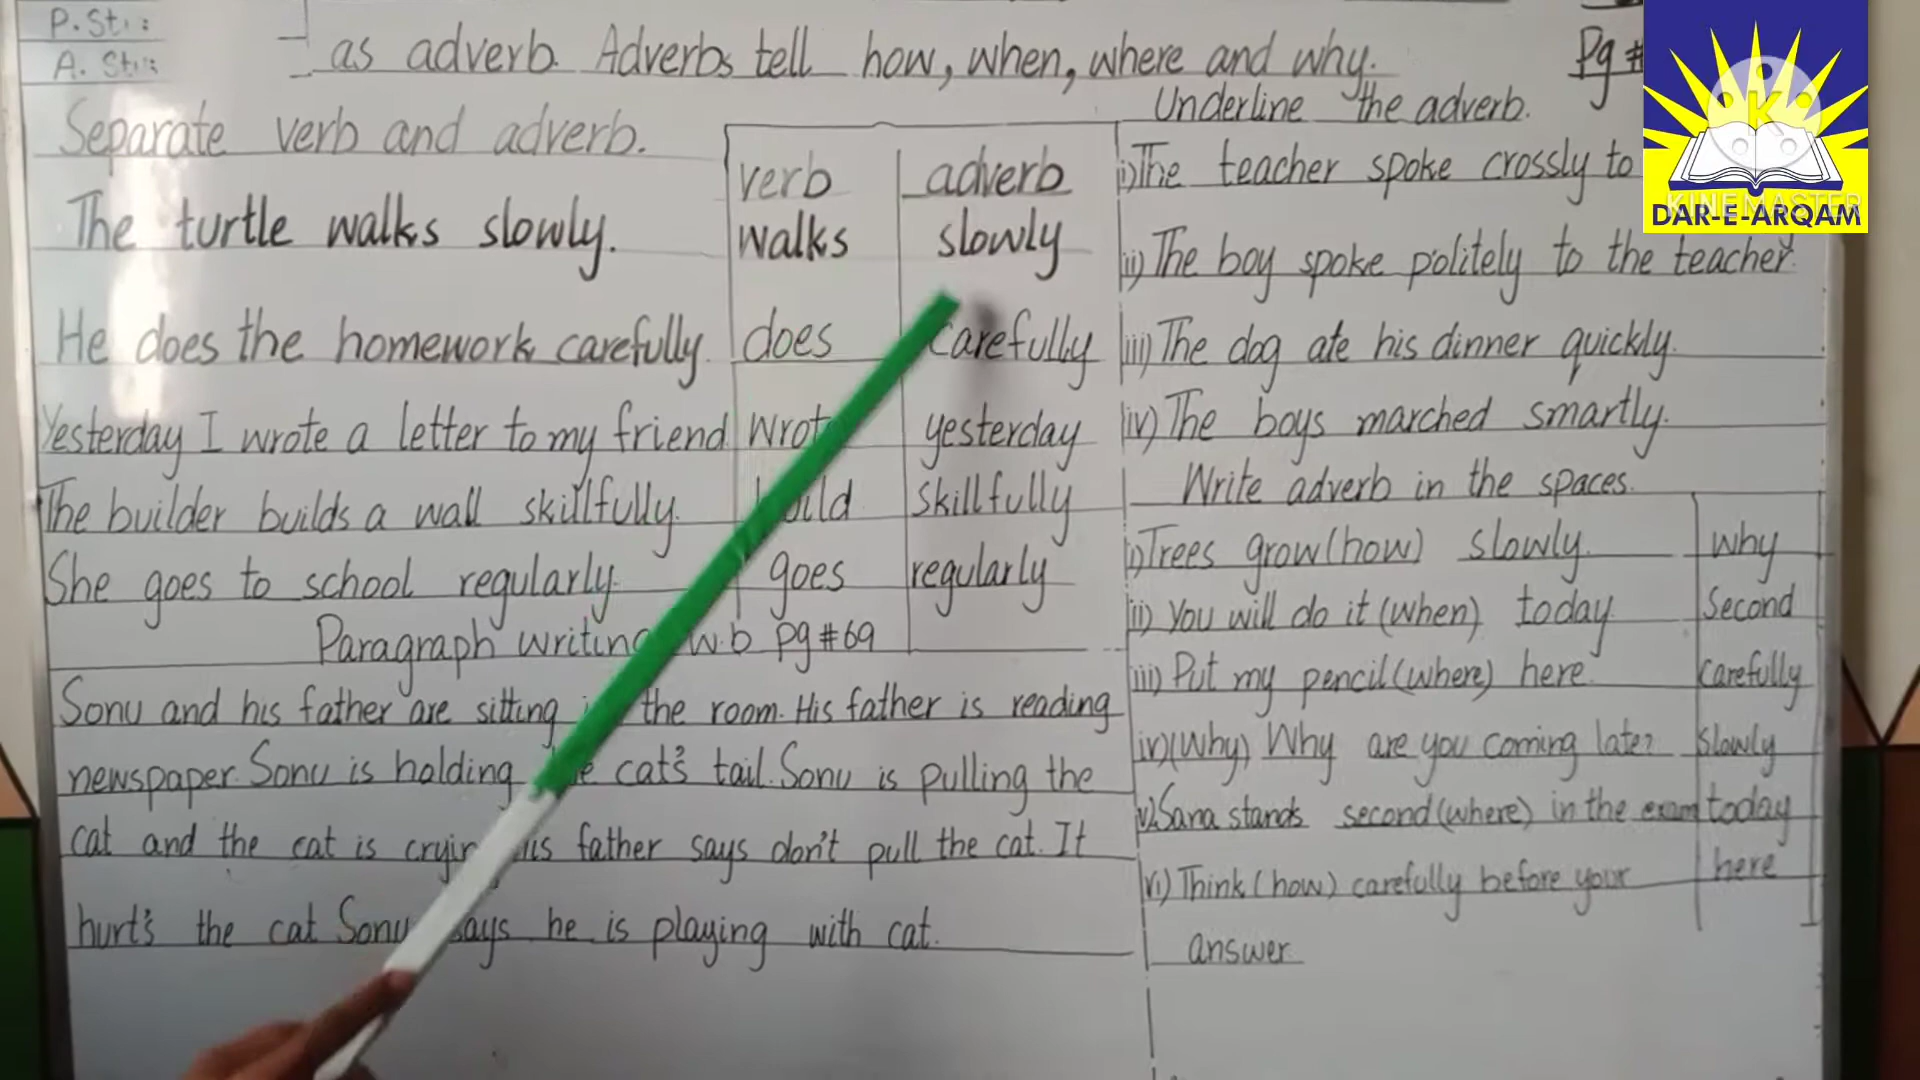 P. St: :
A. St: :
as adverb. Adverbs tell how, when, where and why.
Pg #
Separate verb and adverb.
verb adverb
The turtle walks slowly. walks slowly
He does the homework carefully. does carefully
Yesterday I wrote a letter to my friend wrote yesterday
The builder builds a wall skillfully. build skillfully
She goes to school regularly. goes regularly
Paragraph writing w.b pg #69
Sonu and his father are sitting the room. His father is reading
newspaper. Sonu is holding cat's tail. Sonu is pulling the
cat and the cat is crying his father says don't pull the cat. It
hurt's the cat Sonu says he is playing with cat.
Underline the adverb.
i) The teacher spoke crossly to
ii) The boy spoke politely to the teacher.
iii) The dog ate his dinner quickly.
iv) The boys marched smartly.
Write adverb in the spaces.
i) Trees grow (how) slowly. why
ii) You will do it (when) today. second
iii) Put my pencil (where) here. carefully
iv) (Why) Why are you coming late? slowly
v) Sana stands second (where) in the exam today
vi) Think (how) carefully before your here
answer.
K
KINEMASTER
DAR-E-ARQAM